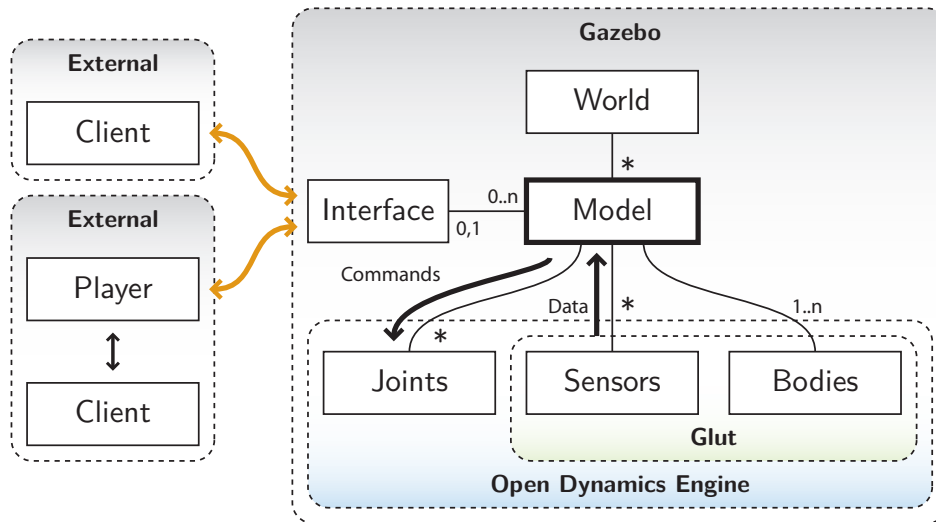 External
Client
External
Player
Client
Gazebo
World
*
Interface
0..n
0,1
Model
Commands
Data
*
*
1..n
Joints
Sensors
Bodies
Glut
Open Dynamics Engine